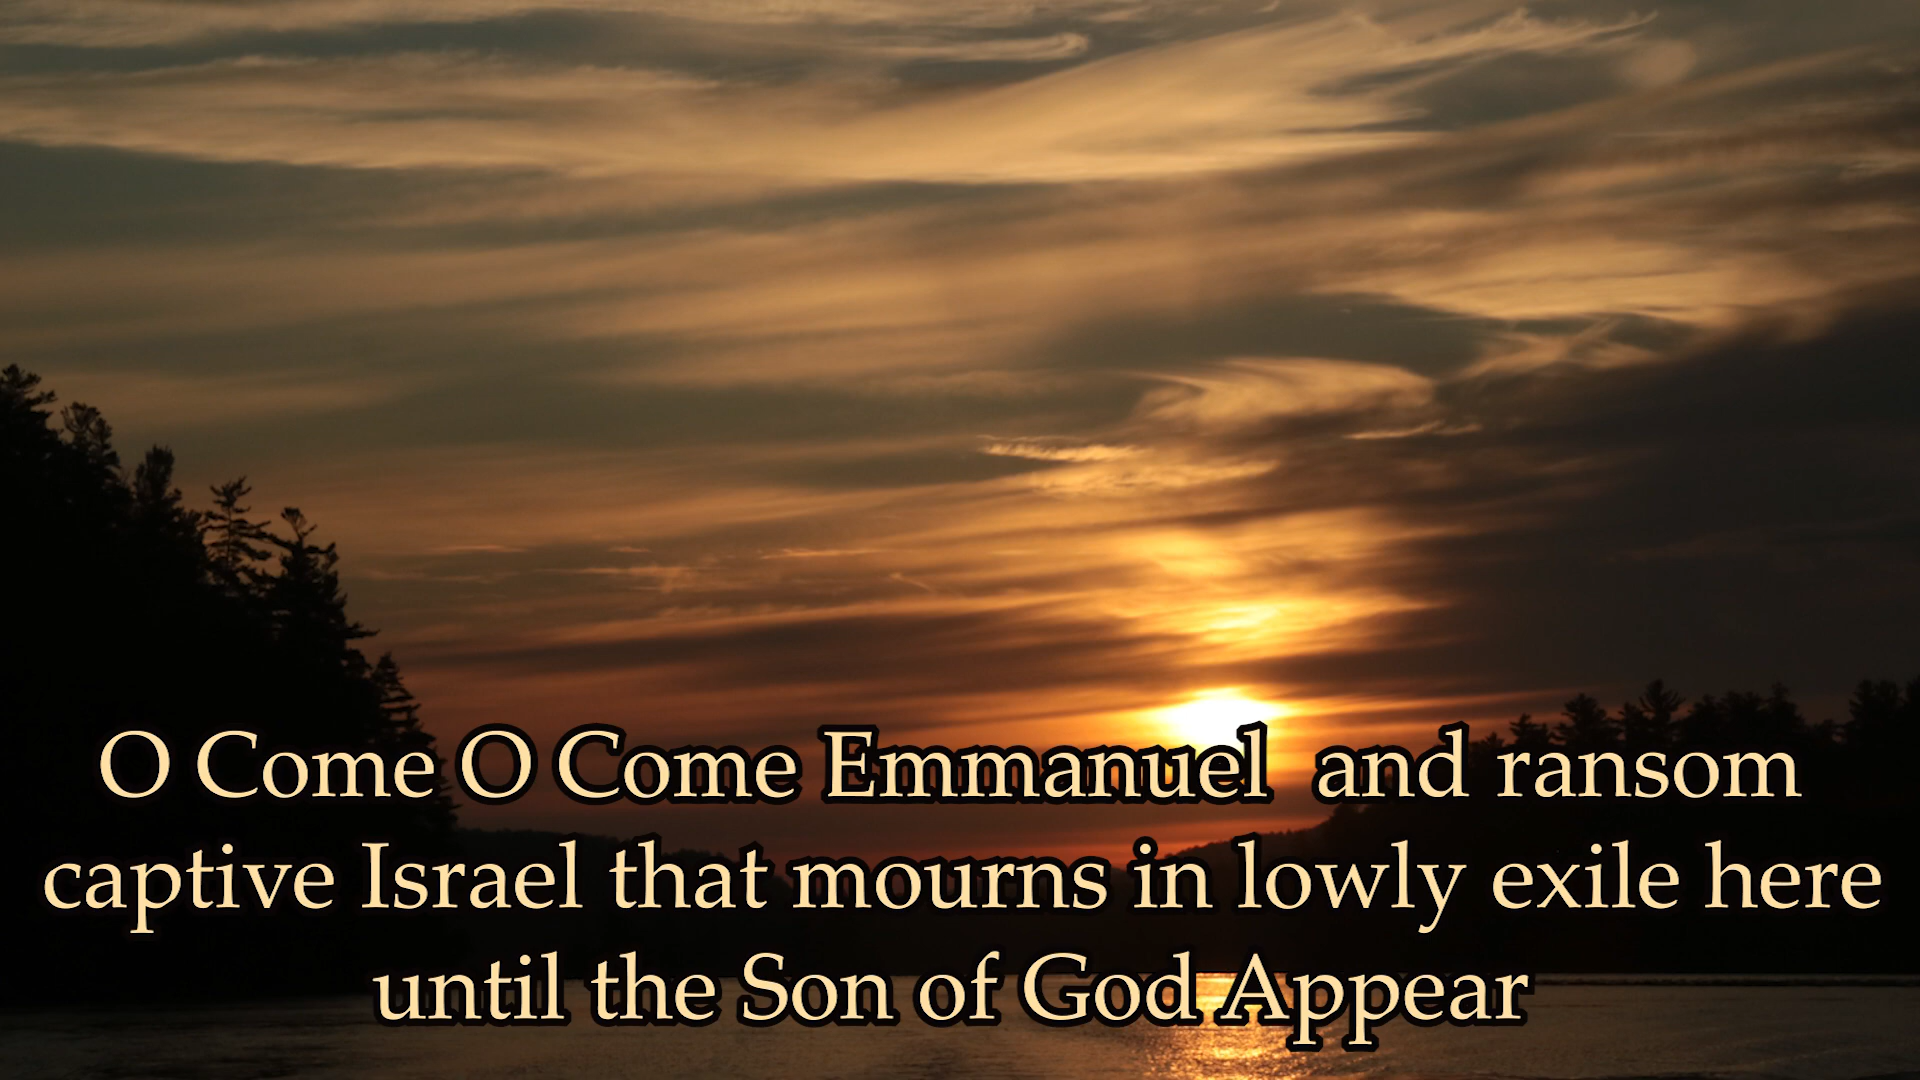 O Come O Come Emmanuel  and ransom
captive Israel that mourns in lowly exile here
until the Son of God Appear